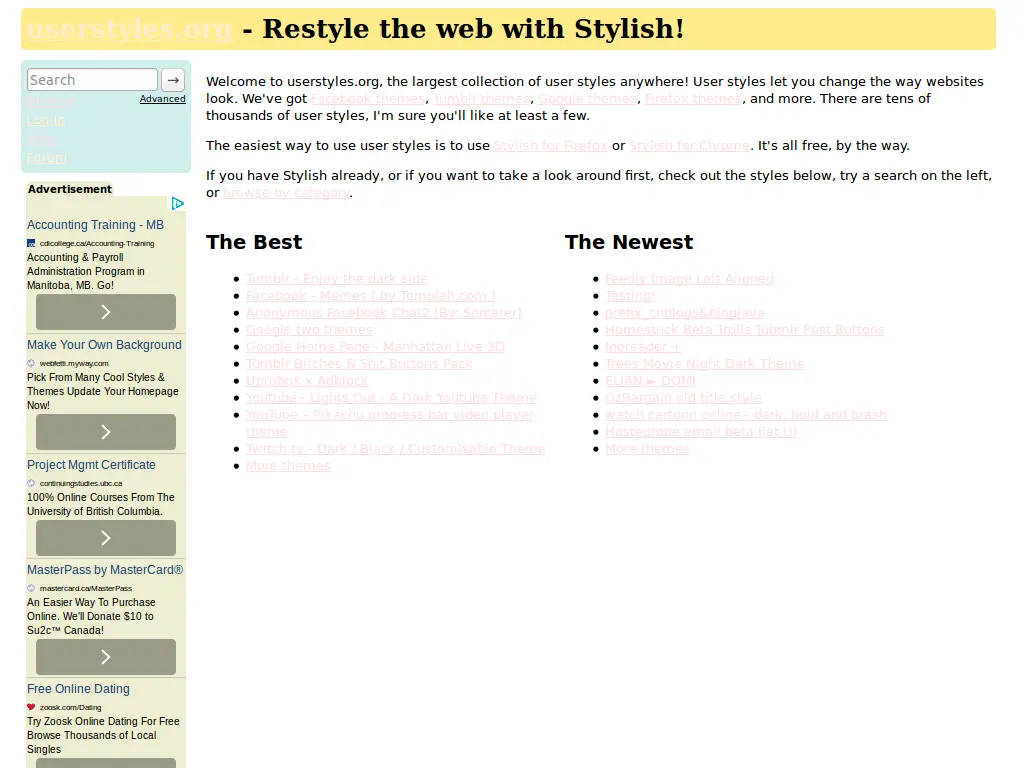 userstyles.org - Restyle the web with Stylish!
Search →
Advanced
Log in
Forum
Advertisement
Accounting Training - MB
cdicollege.ca/Accounting-Training
Accounting & Payroll
Administration Program in
Manitoba, MB. Go!
Make Your Own Background
webfetti.myway.com
Pick From Many Cool Styles &
Themes Update Your Homepage
Now!
Project Mgmt Certificate
continuingstudies.ubc.ca
100% Online Courses From The
University of British Columbia.
MasterPass by MasterCard®
mastercard.ca/MasterPass
An Easier Way To Purchase
Online. We'll Donate $10 to
Su2c™ Canada!
Free Online Dating
zoosk.com/Dating
Try Zoosk Online Dating For Free
Browse Thousands of Local
Singles
Welcome to userstyles.org, the largest collection of user styles anywhere! User styles let you change the way websites
look. We've got Facebook themes, Tumblr themes, Google themes, Firefox themes, and more. There are tens of
thousands of user styles, I'm sure you'll like at least a few.
The easiest way to use user styles is to use Stylish for Firefox or Stylish for Chrome. It's all free, by the way.
If you have Stylish already, or if you want to take a look around first, check out the styles below, try a search on the left,
or browse by category.
The Best
Tumblr - Enjoy the dark side
Facebook - Memes ( by Templah.com )
Anonymous Facebook Chat2 (By: Sorcerer)
Google two themes
Google Home Page - Manhattan Live 3D
Tumblr Bitches & Shit Buttons Pack
Uptobox x Adblock
Youtube - Lights Out - A Dark Youtube Theme
YouTube – Pikachu progress bar video player
theme
Twitch.tv - Dark / Black / Customisable Theme
More themes
The Newest
Feedly Image Left Aligned
Testing!
prefix_cnblogs&blogjava
Homestuck Beta Trolls Tubmlr Post Buttons
Inoreader +
Trees Movie Night Dark Theme
ELIAN ► DOMI
OzBargain old title style
watch cartoon online - dark, bold and brash
Hosteurope email beta flat UI
More themes